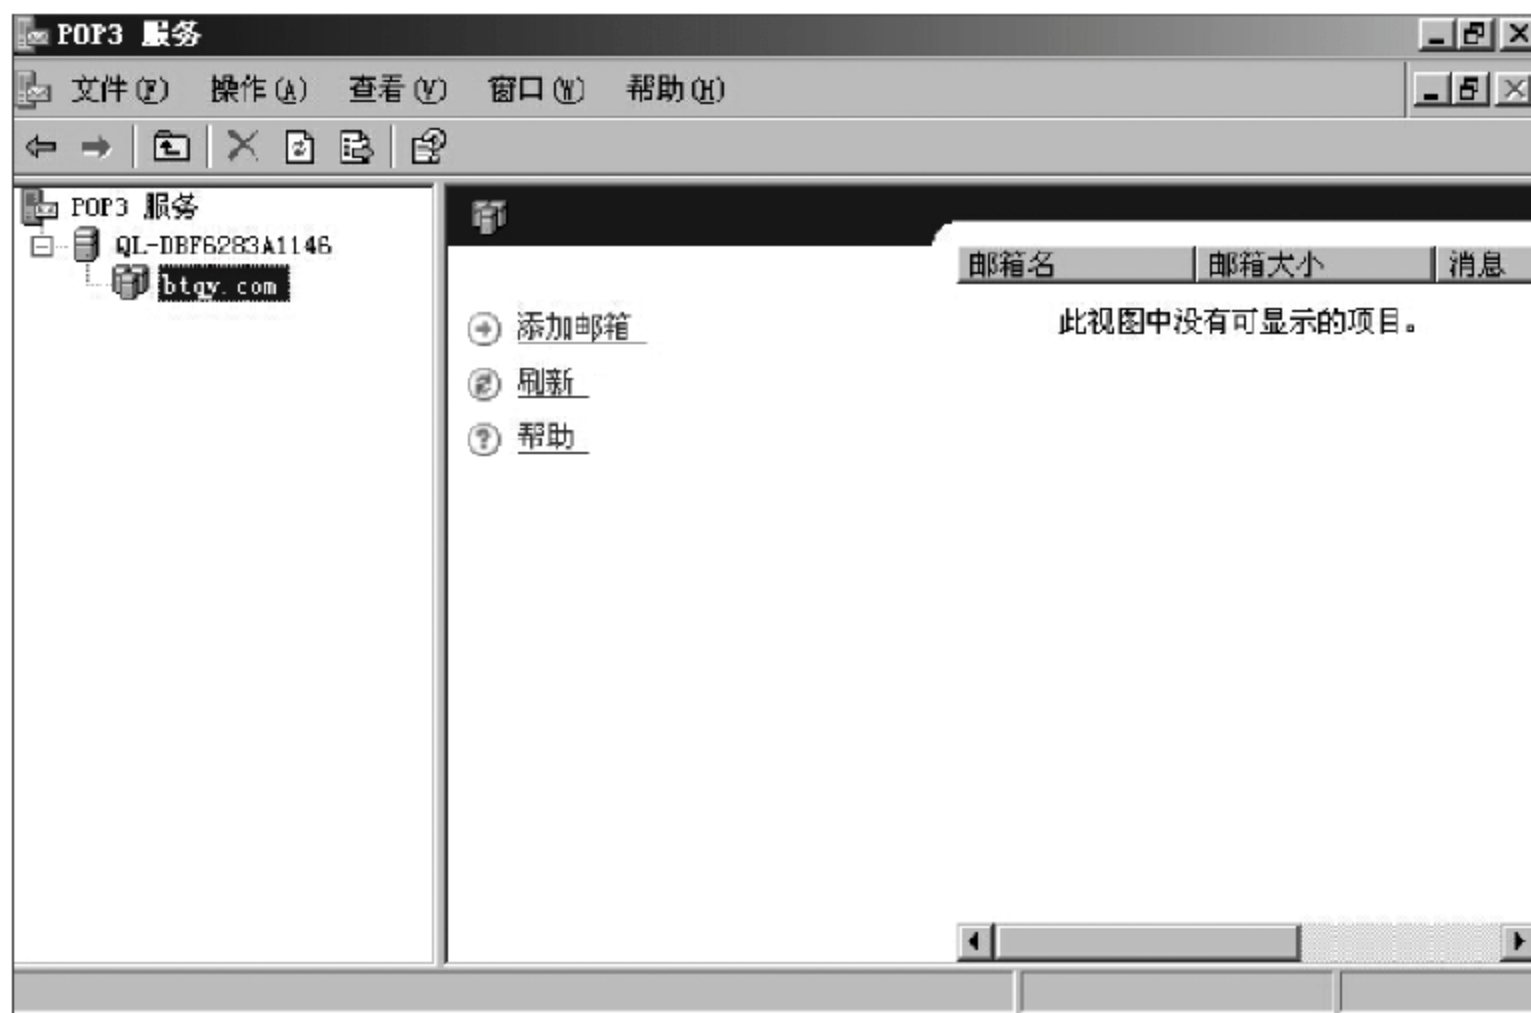 POP3 服务
文件(F) 操作(A) 查看(V) 窗口(W) 帮助(H)
POP3 服务
QL-DBF6283A1146
btqy.com
添加邮箱
刷新
帮助
邮箱名 邮箱大小 消息
此视图中没有可显示的项目。